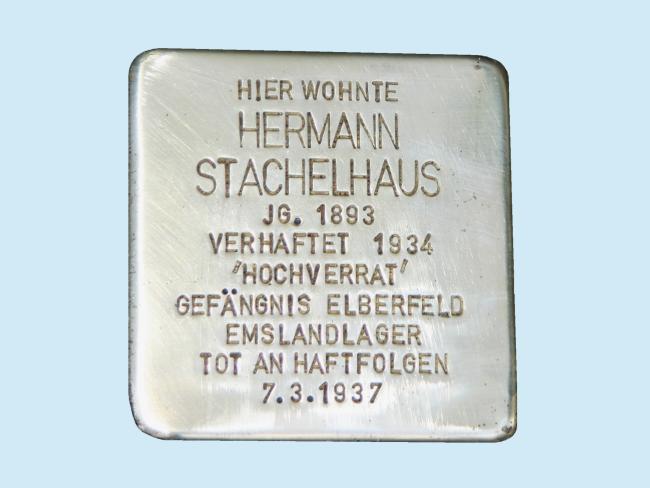 HIER WOHNTE
HERMANN
STACHELHAUS
JG. 1893
VERHAFTET 1934
'HOCHVERRAT'
GEFÄNGNIS ELBERFELD
EMSLANDLAGER
TOT AN HAFTFOLGEN
7.3.1937